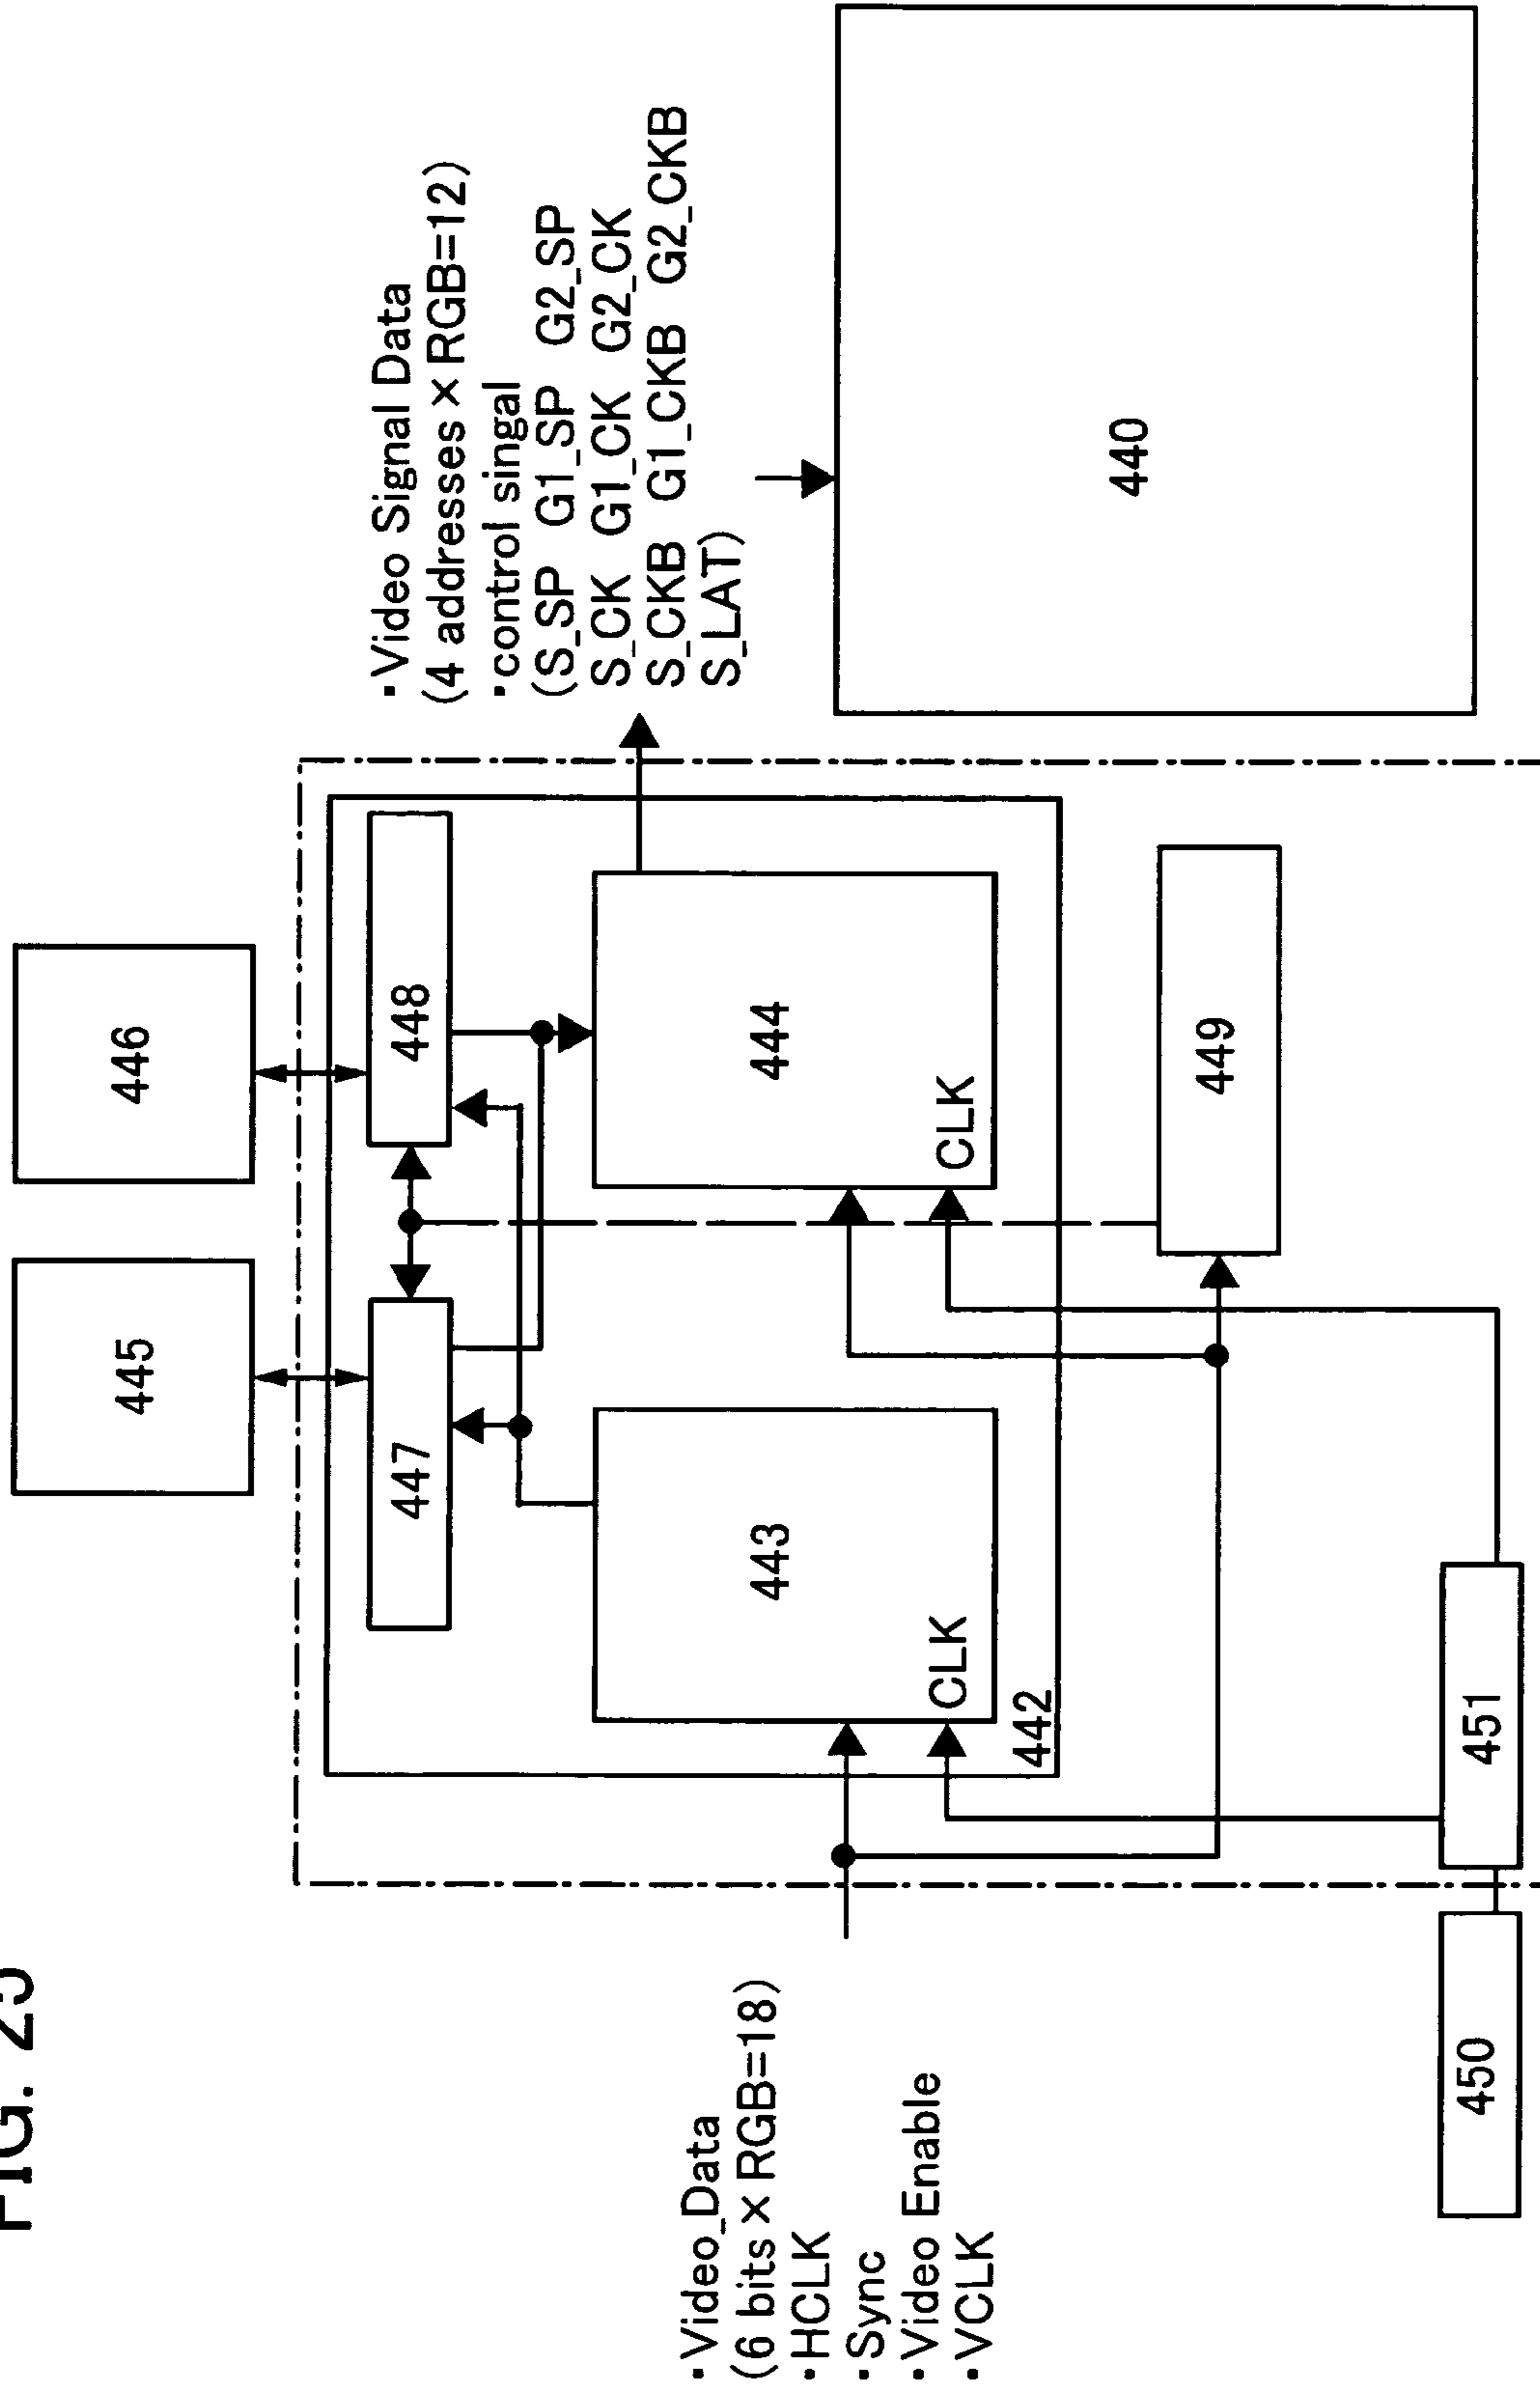 FIG. 25
445
446
447
448
443
444
CLK
CLK
442
449
450
451
440
·Video_Data
(6 bits × RGB=18)
·HCLK
·Sync
·Video Enable
·VCLK
·Video Signal Data
(4 addresses × RGB=12)
·control singal
(S_SP G1_SP G2_SP
S_CK G1_CK G2_CK
S_CKB G1_CKB G2_CKB
S_LAT)